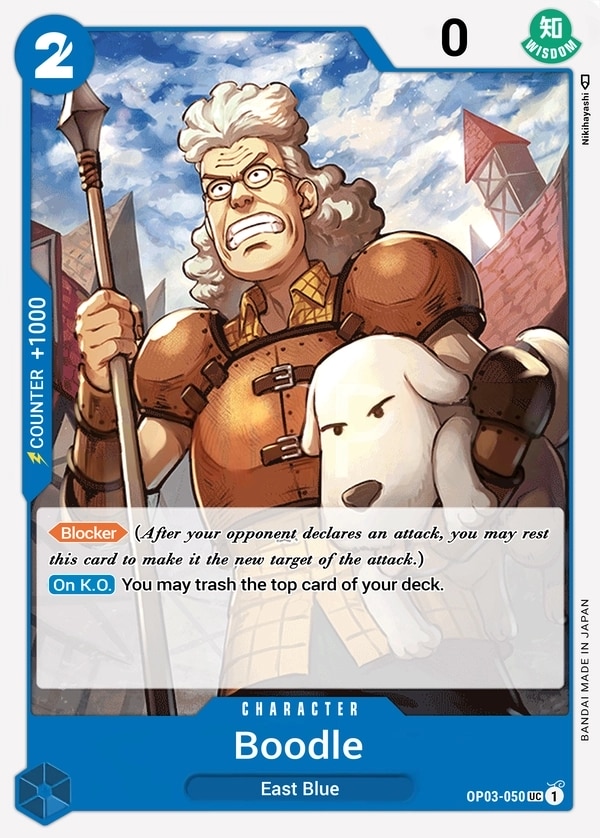 2
0
知
WISDOM
Nikihayashi
COUNTER +1000
Blocker (After your opponent declares an attack, you may rest
this card to make it the new target of the attack.)
On K.O. You may trash the top card of your deck.
CHARACTER
Boodle
East Blue
OP03-050 UC 1
BANDAI MADE IN JAPAN